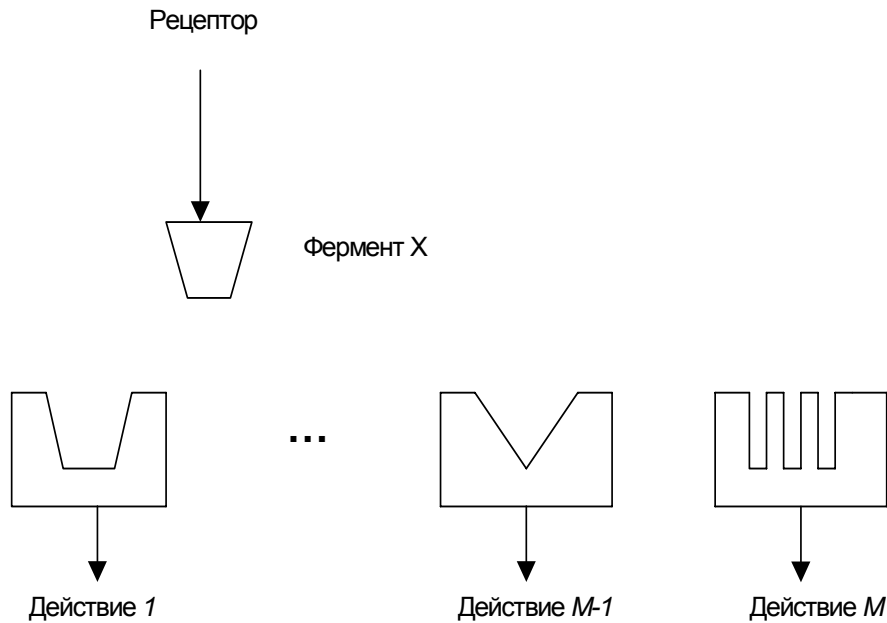 Рецептор
Фермент X
...
Действие 1
Действие M-1
Действие M